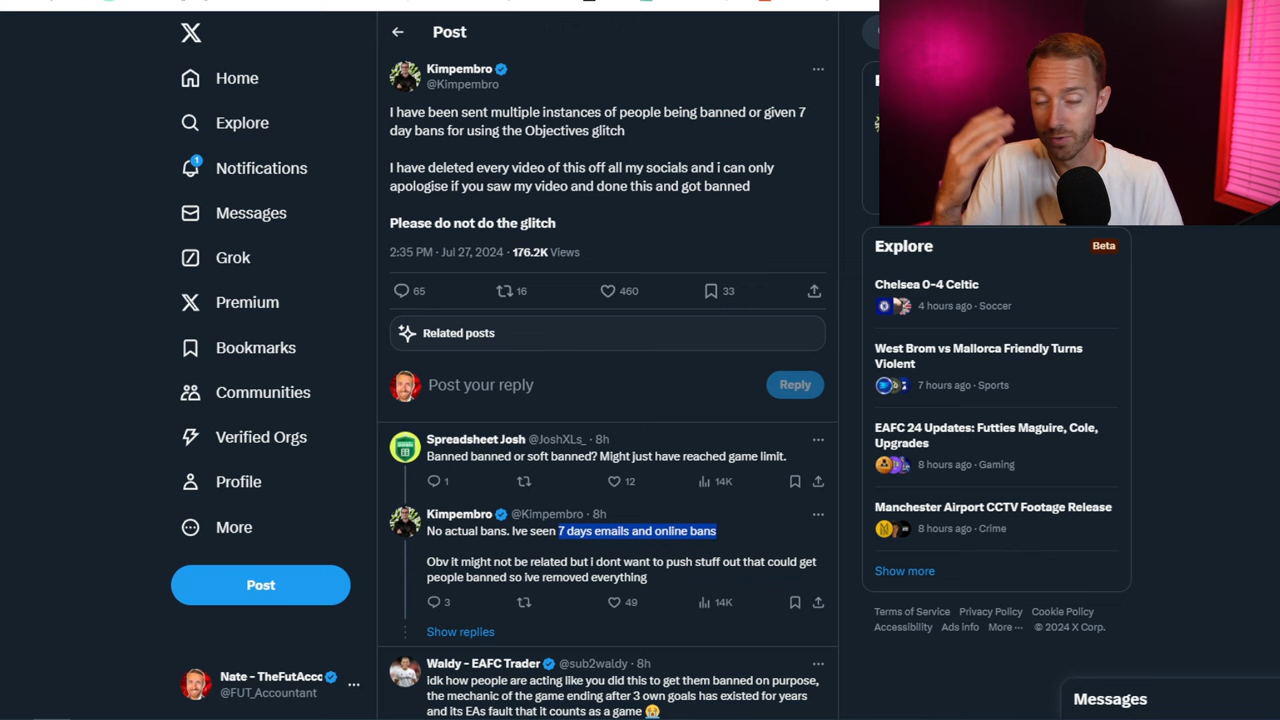 Home
Explore
Notifications
1
Messages
Grok
Premium
Bookmarks
Communities
Verified Orgs
Profile
More
Post
Nate - TheFutAccc
@FUT_Accountant
Post
Kimpembro
@Kimpembro
I have been sent multiple instances of people being banned or given 7
day bans for using the Objectives glitch
I have deleted every video of this off all my socials and i can only
apologise if you saw my video and done this and got banned
Please do not do the glitch
2:35 PM · Jul 27, 2024 · 176.2K Views
65 16 460 33
Related posts
Post your reply
Reply
Spreadsheet Josh @JoshXLs_ · 8h
Banned banned or soft banned? Might just have reached game limit.
1 12 14K
Kimpembro @Kimpembro · 8h
No actual bans. Ive seen 7 days emails and online bans
Obv it might not be related but i dont want to push stuff out that could get
people banned so ive removed everything
3 49 14K
Show replies
Waldy - EAFC Trader @sub2waldy · 8h
idk how people are acting like you did this to get them banned on purpose,
the mechanic of the game ending after 3 own goals has existed for years
and its EAs fault that it counts as a game 😭
Explore
Beta
Chelsea 0-4 Celtic
4 hours ago · Soccer
West Brom vs Mallorca Friendly Turns
Violent
7 hours ago · Sports
EAFC 24 Updates: Futties Maguire, Cole,
Upgrades
8 hours ago · Gaming
Manchester Airport CCTV Footage Release
8 hours ago · Crime
Show more
Terms of Service Privacy Policy Cookie Policy
Accessibility Ads info More ··· © 2024 X Corp.
Messages